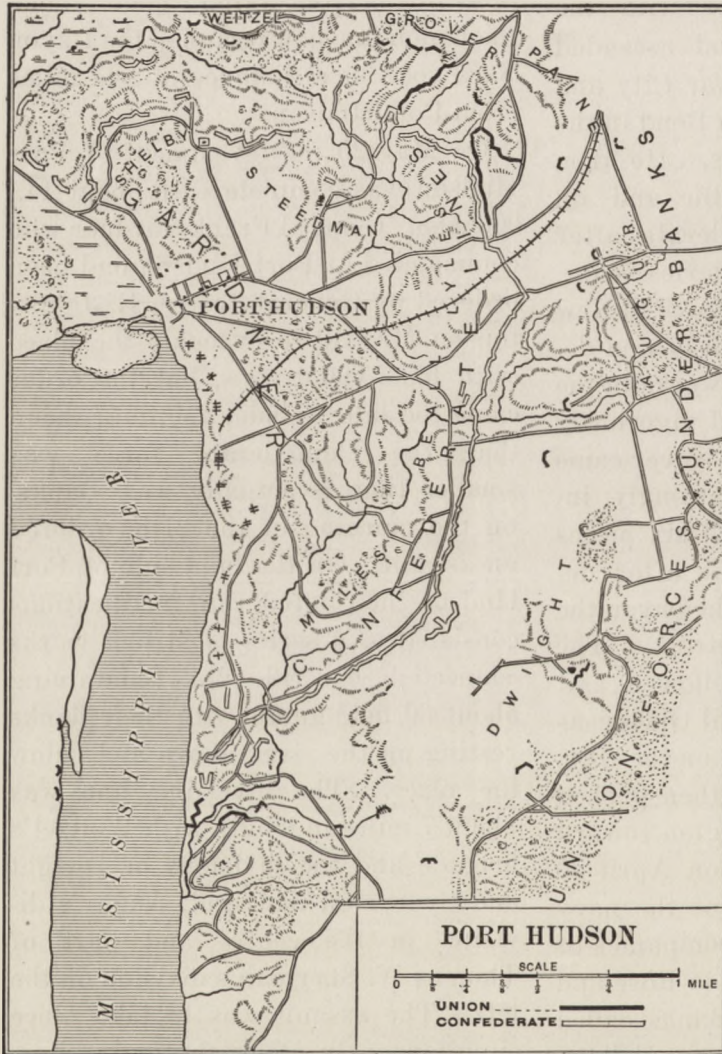 WEITZEL
GROVER
PAINE
SHELBY
STEEDMAN
GARDNER
PORT HUDSON
LYLES
BEALL
MILES
CONFEDERATE
AUGUR
DWIGHT
UNION FORCES UNDER BANKS
MISSISSIPPI RIVER
PORT HUDSON
SCALE
0
1 MILE
UNION
CONFEDERATE